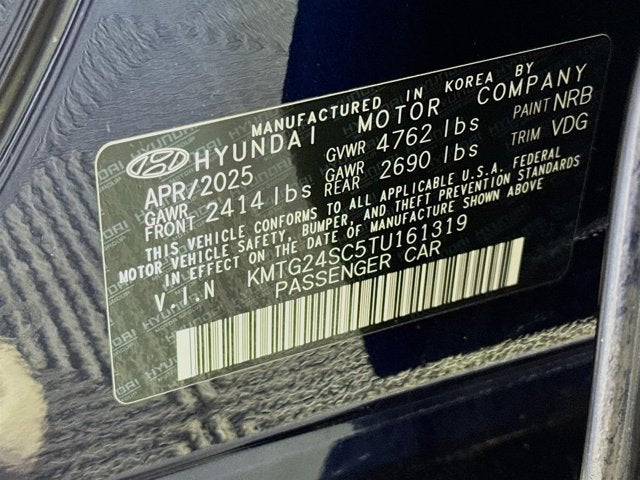 MANUFACTURED IN KOREA BY
HYUNDAI MOTOR COMPANY
APR/2025 GVWR 4762 lbs PAINT NRB
GAWR FRONT 2414 lbs GAWR REAR 2690 lbs TRIM VDG
THIS VEHICLE CONFORMS TO ALL APPLICABLE U.S.A. FEDERAL
MOTOR VEHICLE SAFETY, BUMPER, AND THEFT PREVENTION STANDARDS
IN EFFECT ON THE DATE OF MANUFACTURE SHOWN ABOVE
V.I.N KMTG24SC5TU161319
PASSENGER CAR